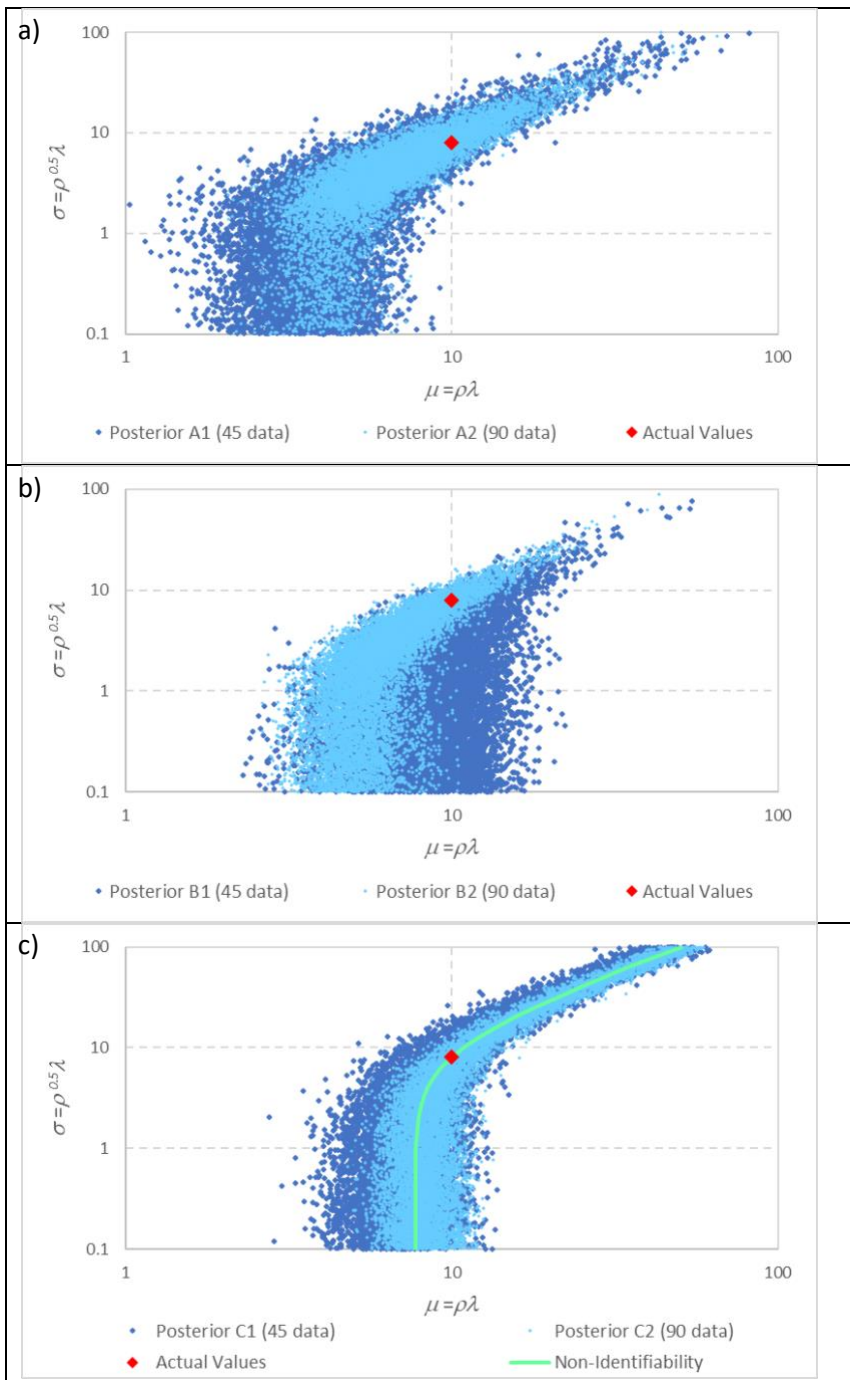 a)
100
10
1
0.1
σ=ρ^0.5λ
1 10 100
μ=ρλ
Posterior A1 (45 data) Posterior A2 (90 data) Actual Values
b)
100
10
1
0.1
σ=ρ^0.5λ
1 10 100
μ=ρλ
Posterior B1 (45 data) Posterior B2 (90 data) Actual Values
c)
100
10
1
0.1
σ=ρ^0.5λ
1 10 100
μ=ρλ
Posterior C1 (45 data) Posterior C2 (90 data)
Actual Values Non-Identifiability